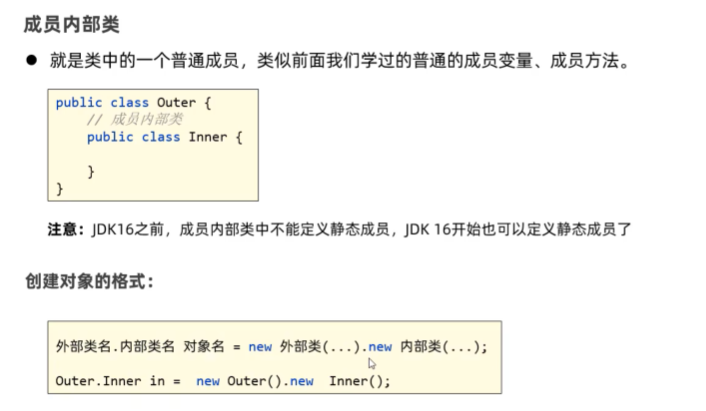 成员内部类
● 就是类中的一个普通成员，类似前面我们学过的普通的成员变量、成员方法。
public class Outer {
// 成员内部类
public class Inner {
}
}
注意：JDK16之前，成员内部类中不能定义静态成员，JDK 16开始也可以定义静态成员了
创建对象的格式：
外部类名.内部类名 对象名 = new 外部类(...).new 内部类(...);
Outer.Inner in = new Outer().new Inner();